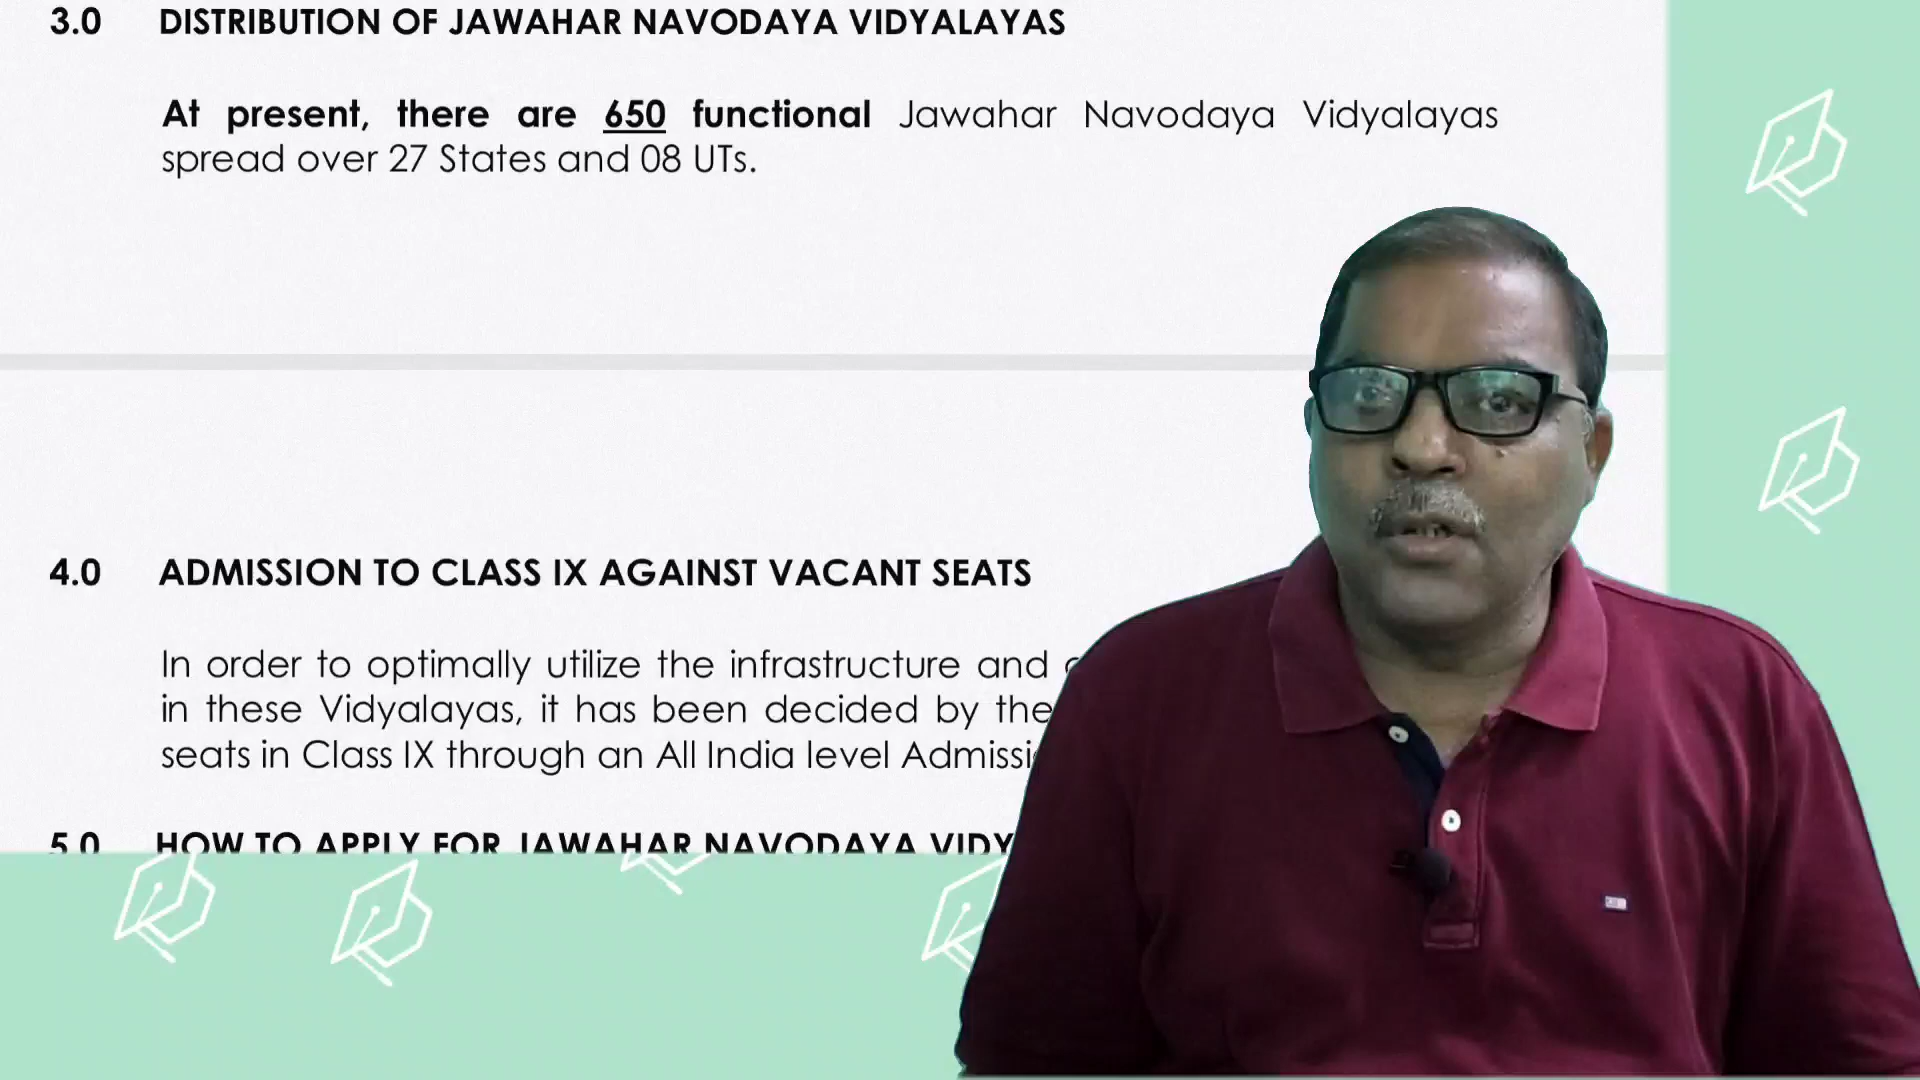 3.0 DISTRIBUTION OF JAWAHAR NAVODAYA VIDYALAYAS
At present, there are 650 functional Jawahar Navodaya Vidyalayas
spread over 27 States and 08 UTs.
4.0 ADMISSION TO CLASS IX AGAINST VACANT SEATS
In order to optimally utilize the infrastructure and
in these Vidyalayas, it has been decided by the
seats in Class IX through an All India level
5.0 HOW TO APPLY FOR JAWAHAR NAVODAYA